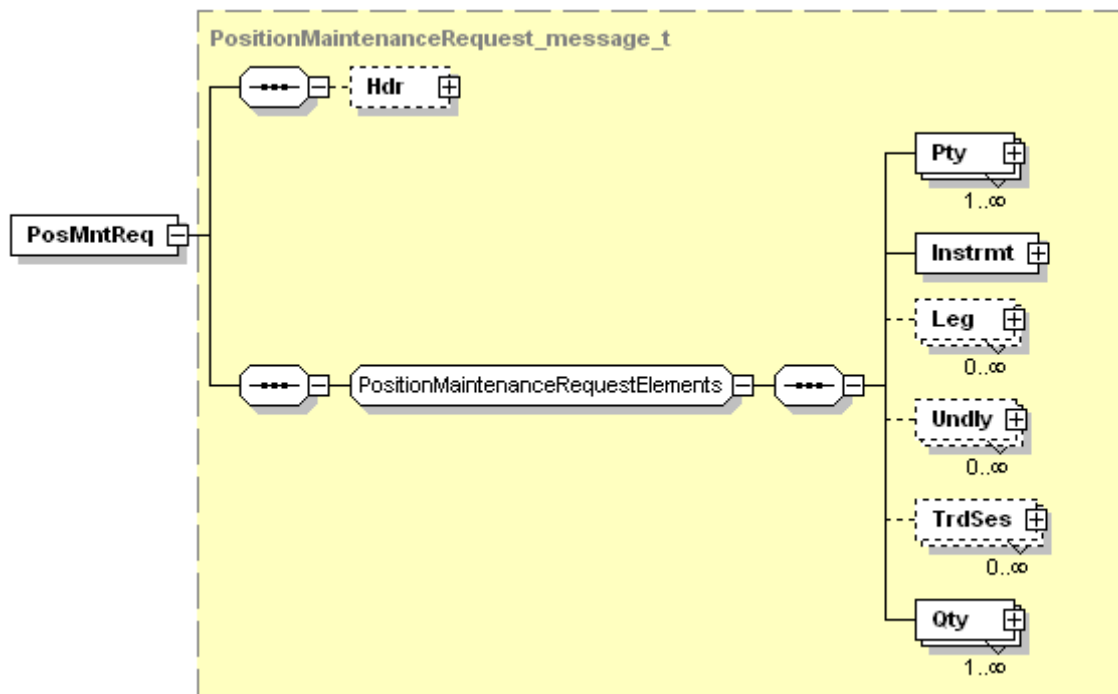 PositionMaintenanceRequest_message_t
Hdr
Pty
1..∞
PosMntReq
Instrmt
Leg
0..∞
PositionMaintenanceRequestElements
Undly
0..∞
TrdSes
0..∞
Qty
1..∞